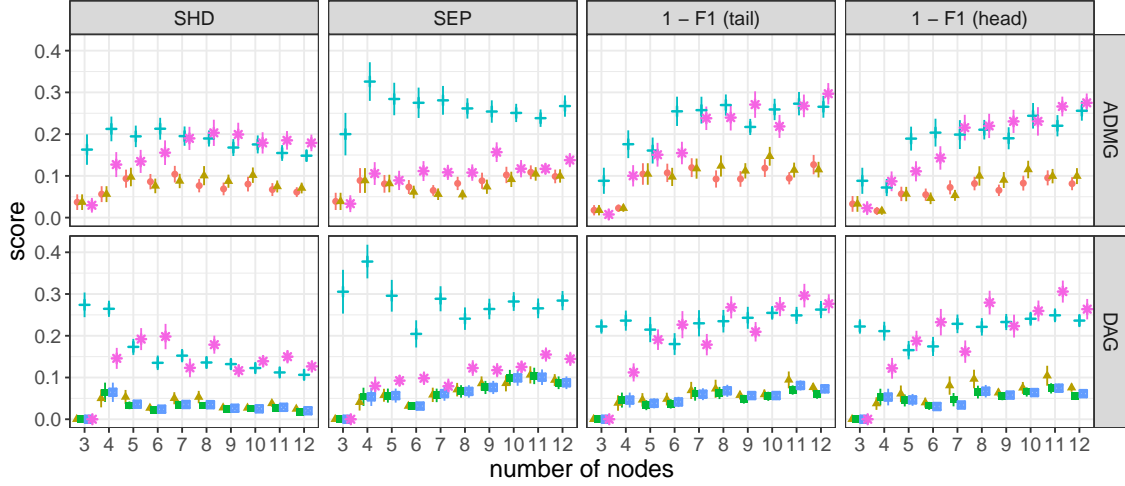 SHD SEP 1 − F1 (tail) 1 − F1 (head)
0.4
0.3
0.2
0.1
0.0
ADMG
score
0.4
0.3
0.2
0.1
0.0
DAG
3 4 5 6 7 8 9 10 11 12 3 4 5 6 7 8 9 10 11 12 3 4 5 6 7 8 9 10 11 12 3 4 5 6 7 8 9 10 11 12
number of nodes